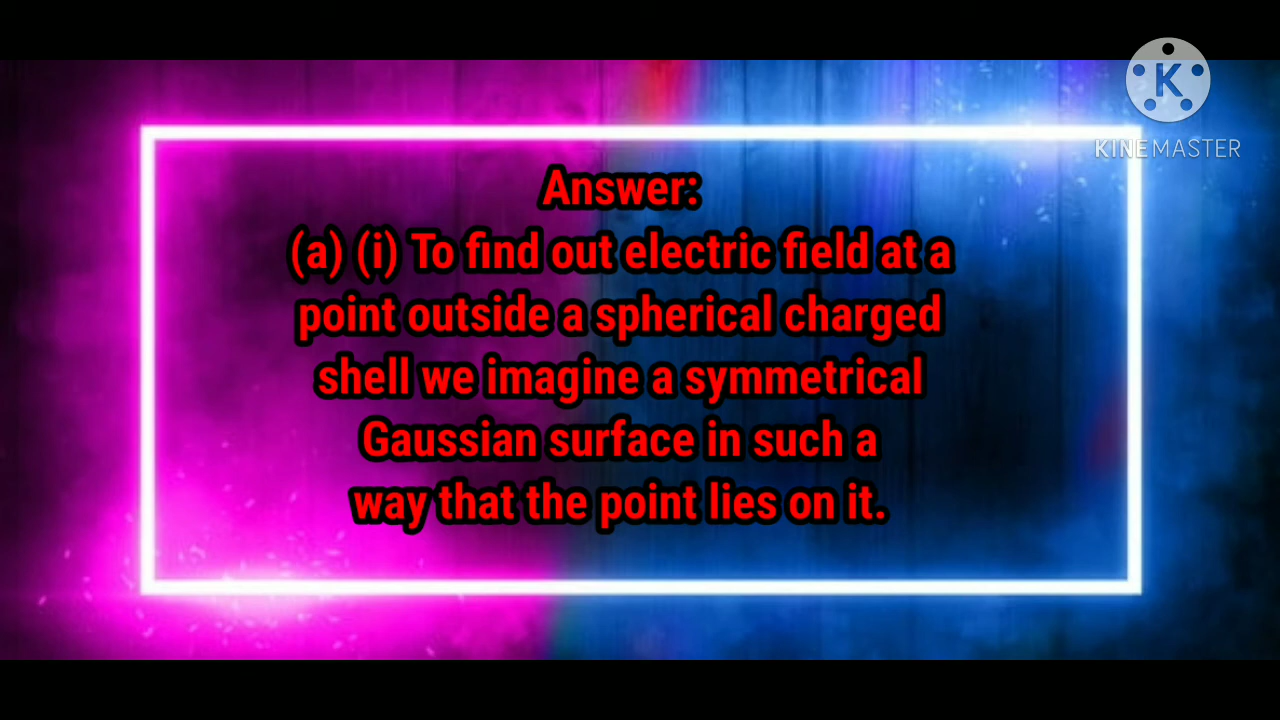 K
KINEMASTER
Answer:
(a) (i) To find out electric field at a
point outside a spherical charged
shell we imagine a symmetrical
Gaussian surface in such a
way that the point lies on it.